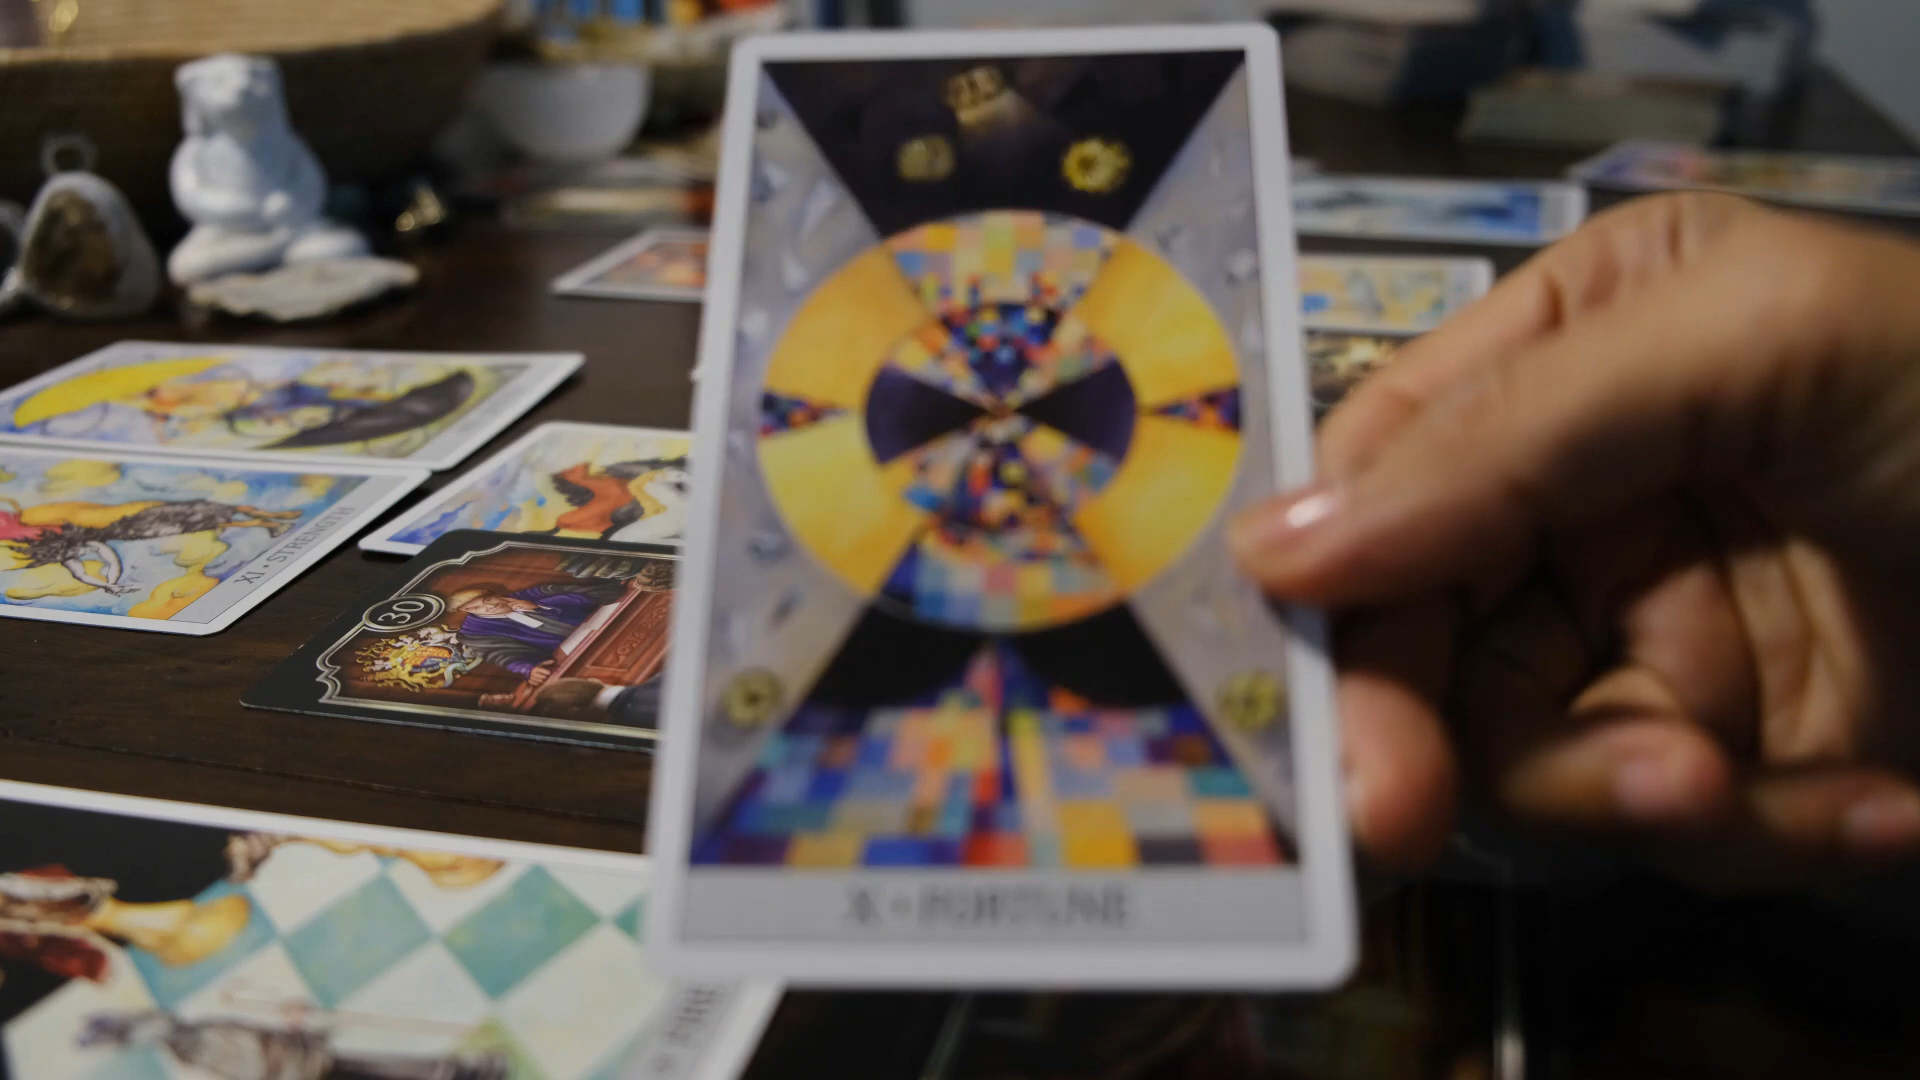 XI • STRENGTH
30
X • FORTUNE